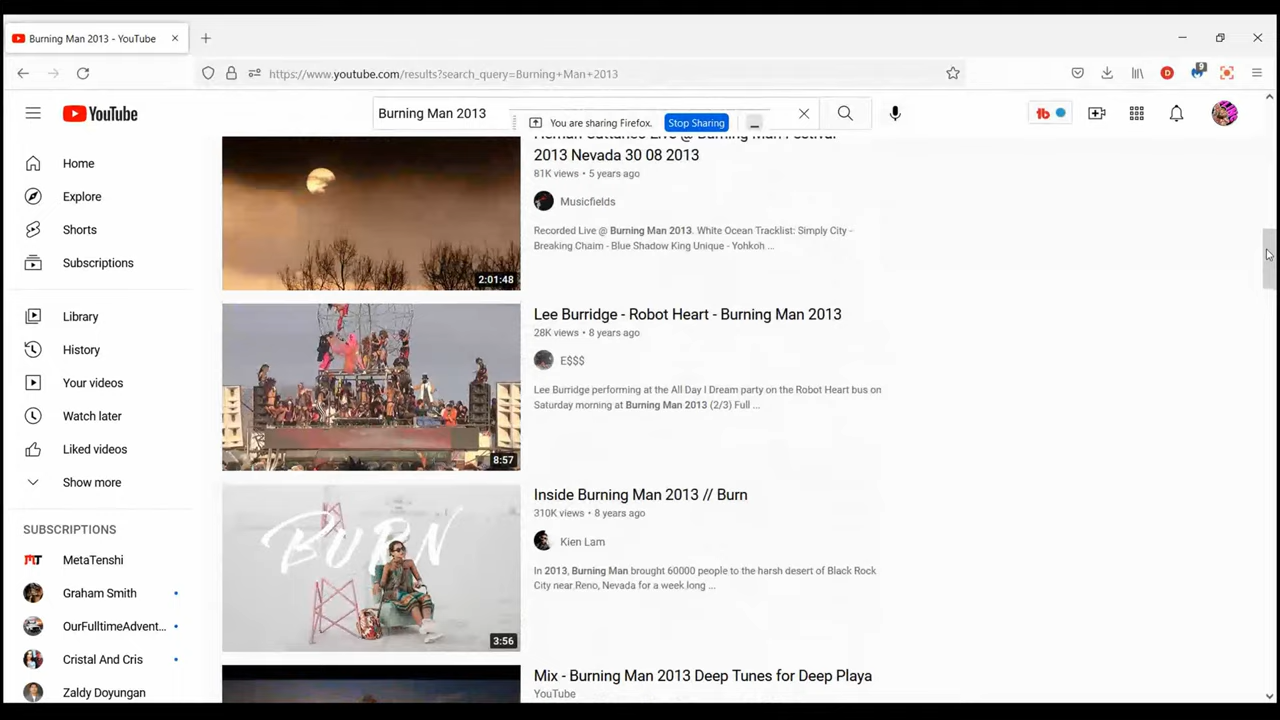 Burning Man 2013 - YouTube
https://www.youtube.com/results?search_query=Burning+Man+2013
9
YouTube
Burning Man 2013
You are sharing Firefox.
Stop Sharing
tb
Home
Explore
Shorts
Subscriptions
Library
History
Your videos
Watch later
Liked videos
Show more
SUBSCRIPTIONS
MetaTenshi
Graham Smith
OurFulltimeAdvent...
Cristal And Cris
Zaldy Doyungan
2013 Nevada 30 08 2013
81K views • 5 years ago
Musicfields
Recorded Live @ Burning Man 2013. White Ocean Tracklist: Simply City -
Breaking Chaim - Blue Shadow King Unique - Yohkoh ...
2:01:48
Lee Burridge - Robot Heart - Burning Man 2013
28K views • 8 years ago
E$$$
Lee Burridge performing at the All Day I Dream party on the Robot Heart bus on
Saturday morning at Burning Man 2013 (2/3) Full ...
8:57
BURN
Inside Burning Man 2013 // Burn
310K views • 8 years ago
Kien Lam
In 2013, Burning Man brought 60000 people to the harsh desert of Black Rock
City near Reno, Nevada for a week long ...
3:56
Mix - Burning Man 2013 Deep Tunes for Deep Playa
YouTube